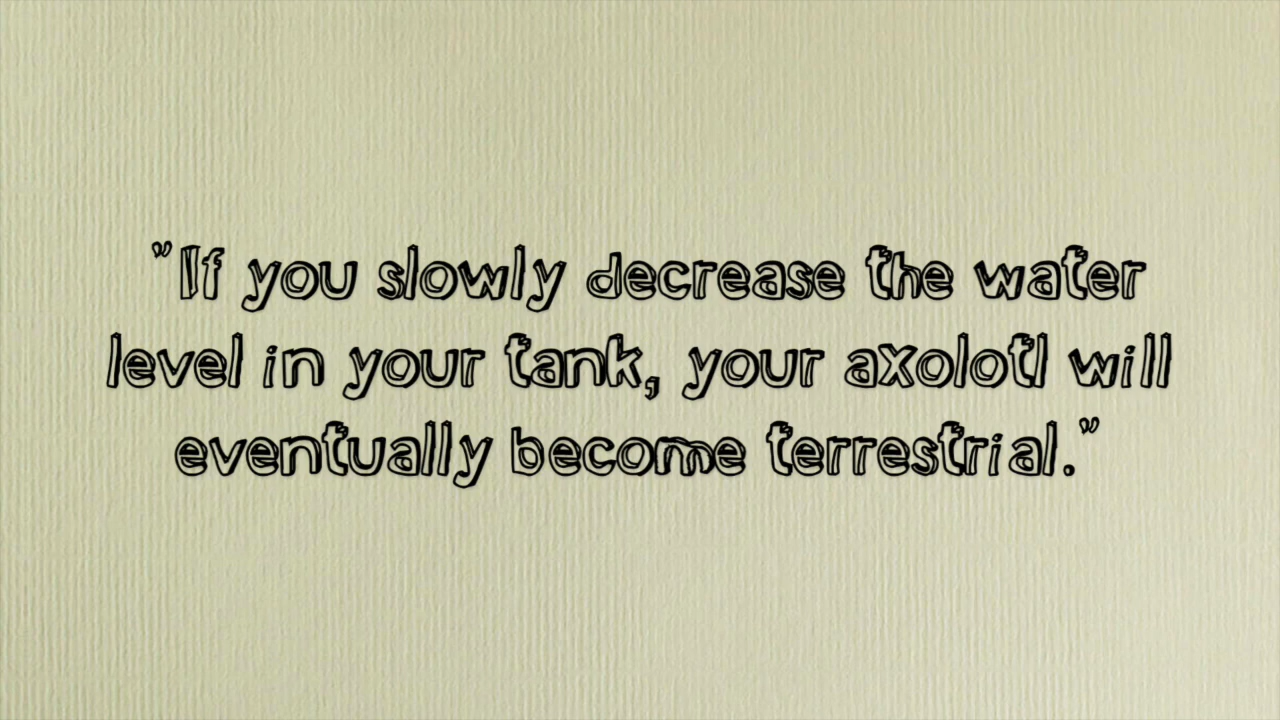 "If you slowly decrease the water
level in your tank, your axolotl will
eventually become terrestrial."